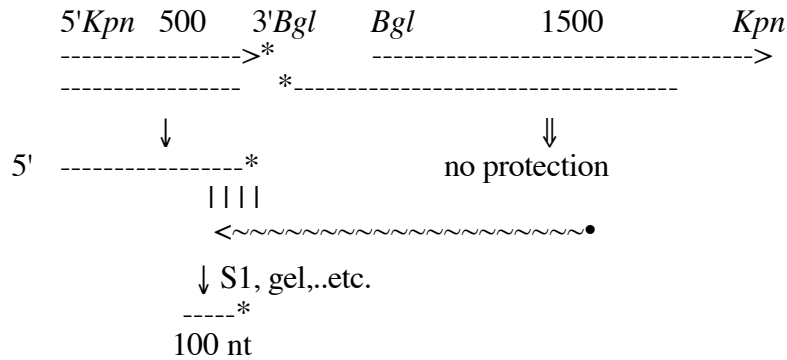 5'Kpn 500 3'Bgl Bgl 1500 Kpn
------------------>* ------------------------------------>
------------------ *------------------------------------
↓ ⇓
5' -----------------* no protection
||||
<~~~~~~~~~~~~~~~~~~~~•
↓ S1, gel,..etc.
-----*
100 nt